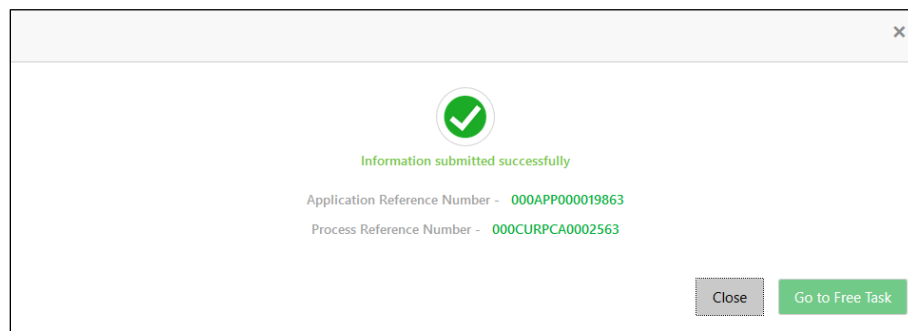 ×
Information submitted successfully
Application Reference Number - 000APP000019863
Process Reference Number - 000CURPCA0002563
Close Go to Free Task